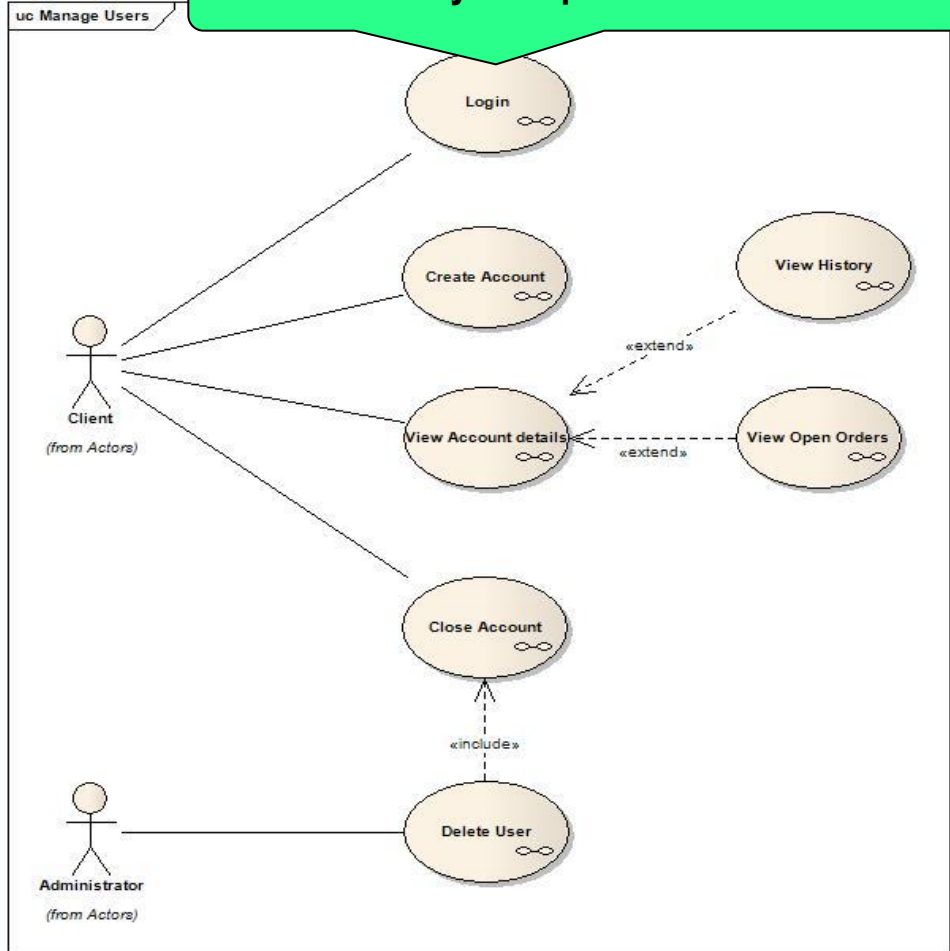 uc Manage Users
Login
Create Account
View History
«extend»
Client
(from Actors)
View Account details
«extend»
View Open Orders
Close Account
«include»
Delete User
Administrator
(from Actors)